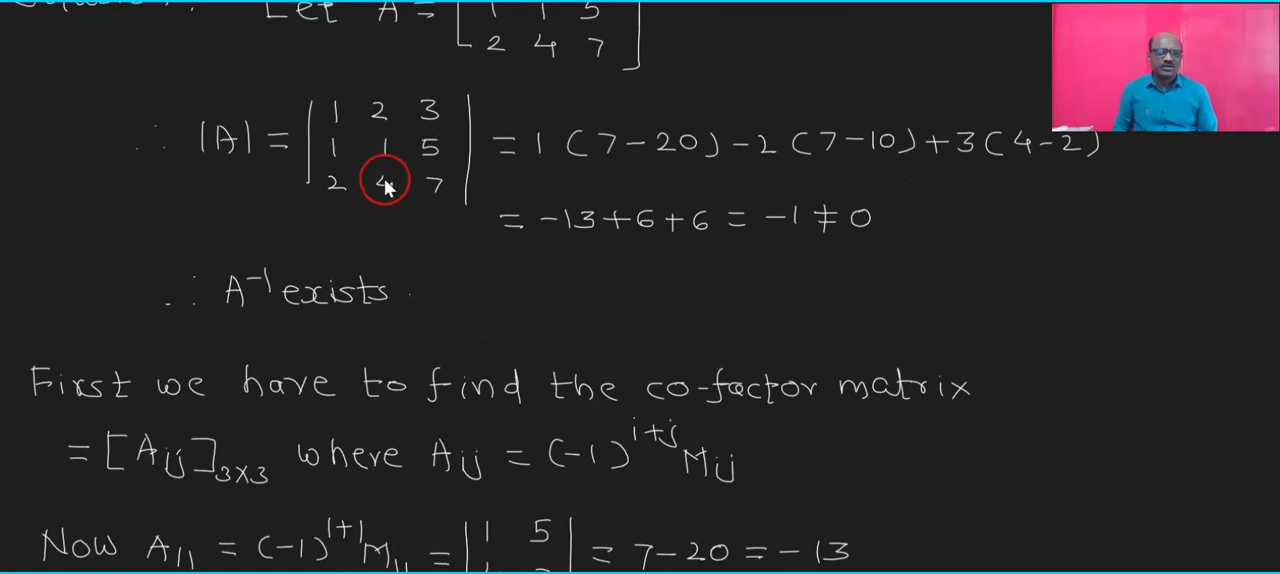 Let A = [ 1 1 5
2 4 7 ]
∴ |A| = | 1 2 3 | = 1 (7-20) -2 (7-10) +3 (4-2)
| 1 1 5 |
| 2 4 7 |
= -13+6+6 = -1 ≠ 0
∴ A⁻¹ exists
First we have to find the co-factor matrix
= [Aij]3×3 where Aij = (-1)^i+j Mij
Now A11 = (-1)^1+1 M11 = | 1 5 | = 7-20 = -13